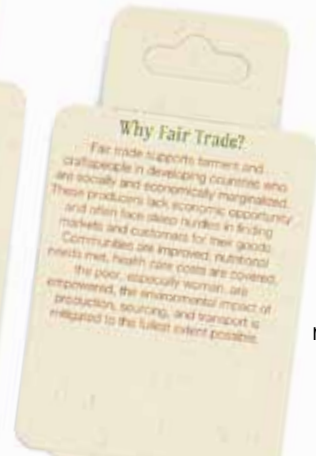 Why Fair Trade?
Fair trade supports farmers and
craftspeople in developing countries who
are socially and economically marginalized.
These producers lack economic opportunity
and often face steep hurdles in finding
markets and customers for their goods.
Communities are improved, nutritional
needs met, health care costs are covered,
the poor, especially women, are
empowered, the environmental impact of
production, sourcing, and transport is
mitigated to the fullest extent possible.